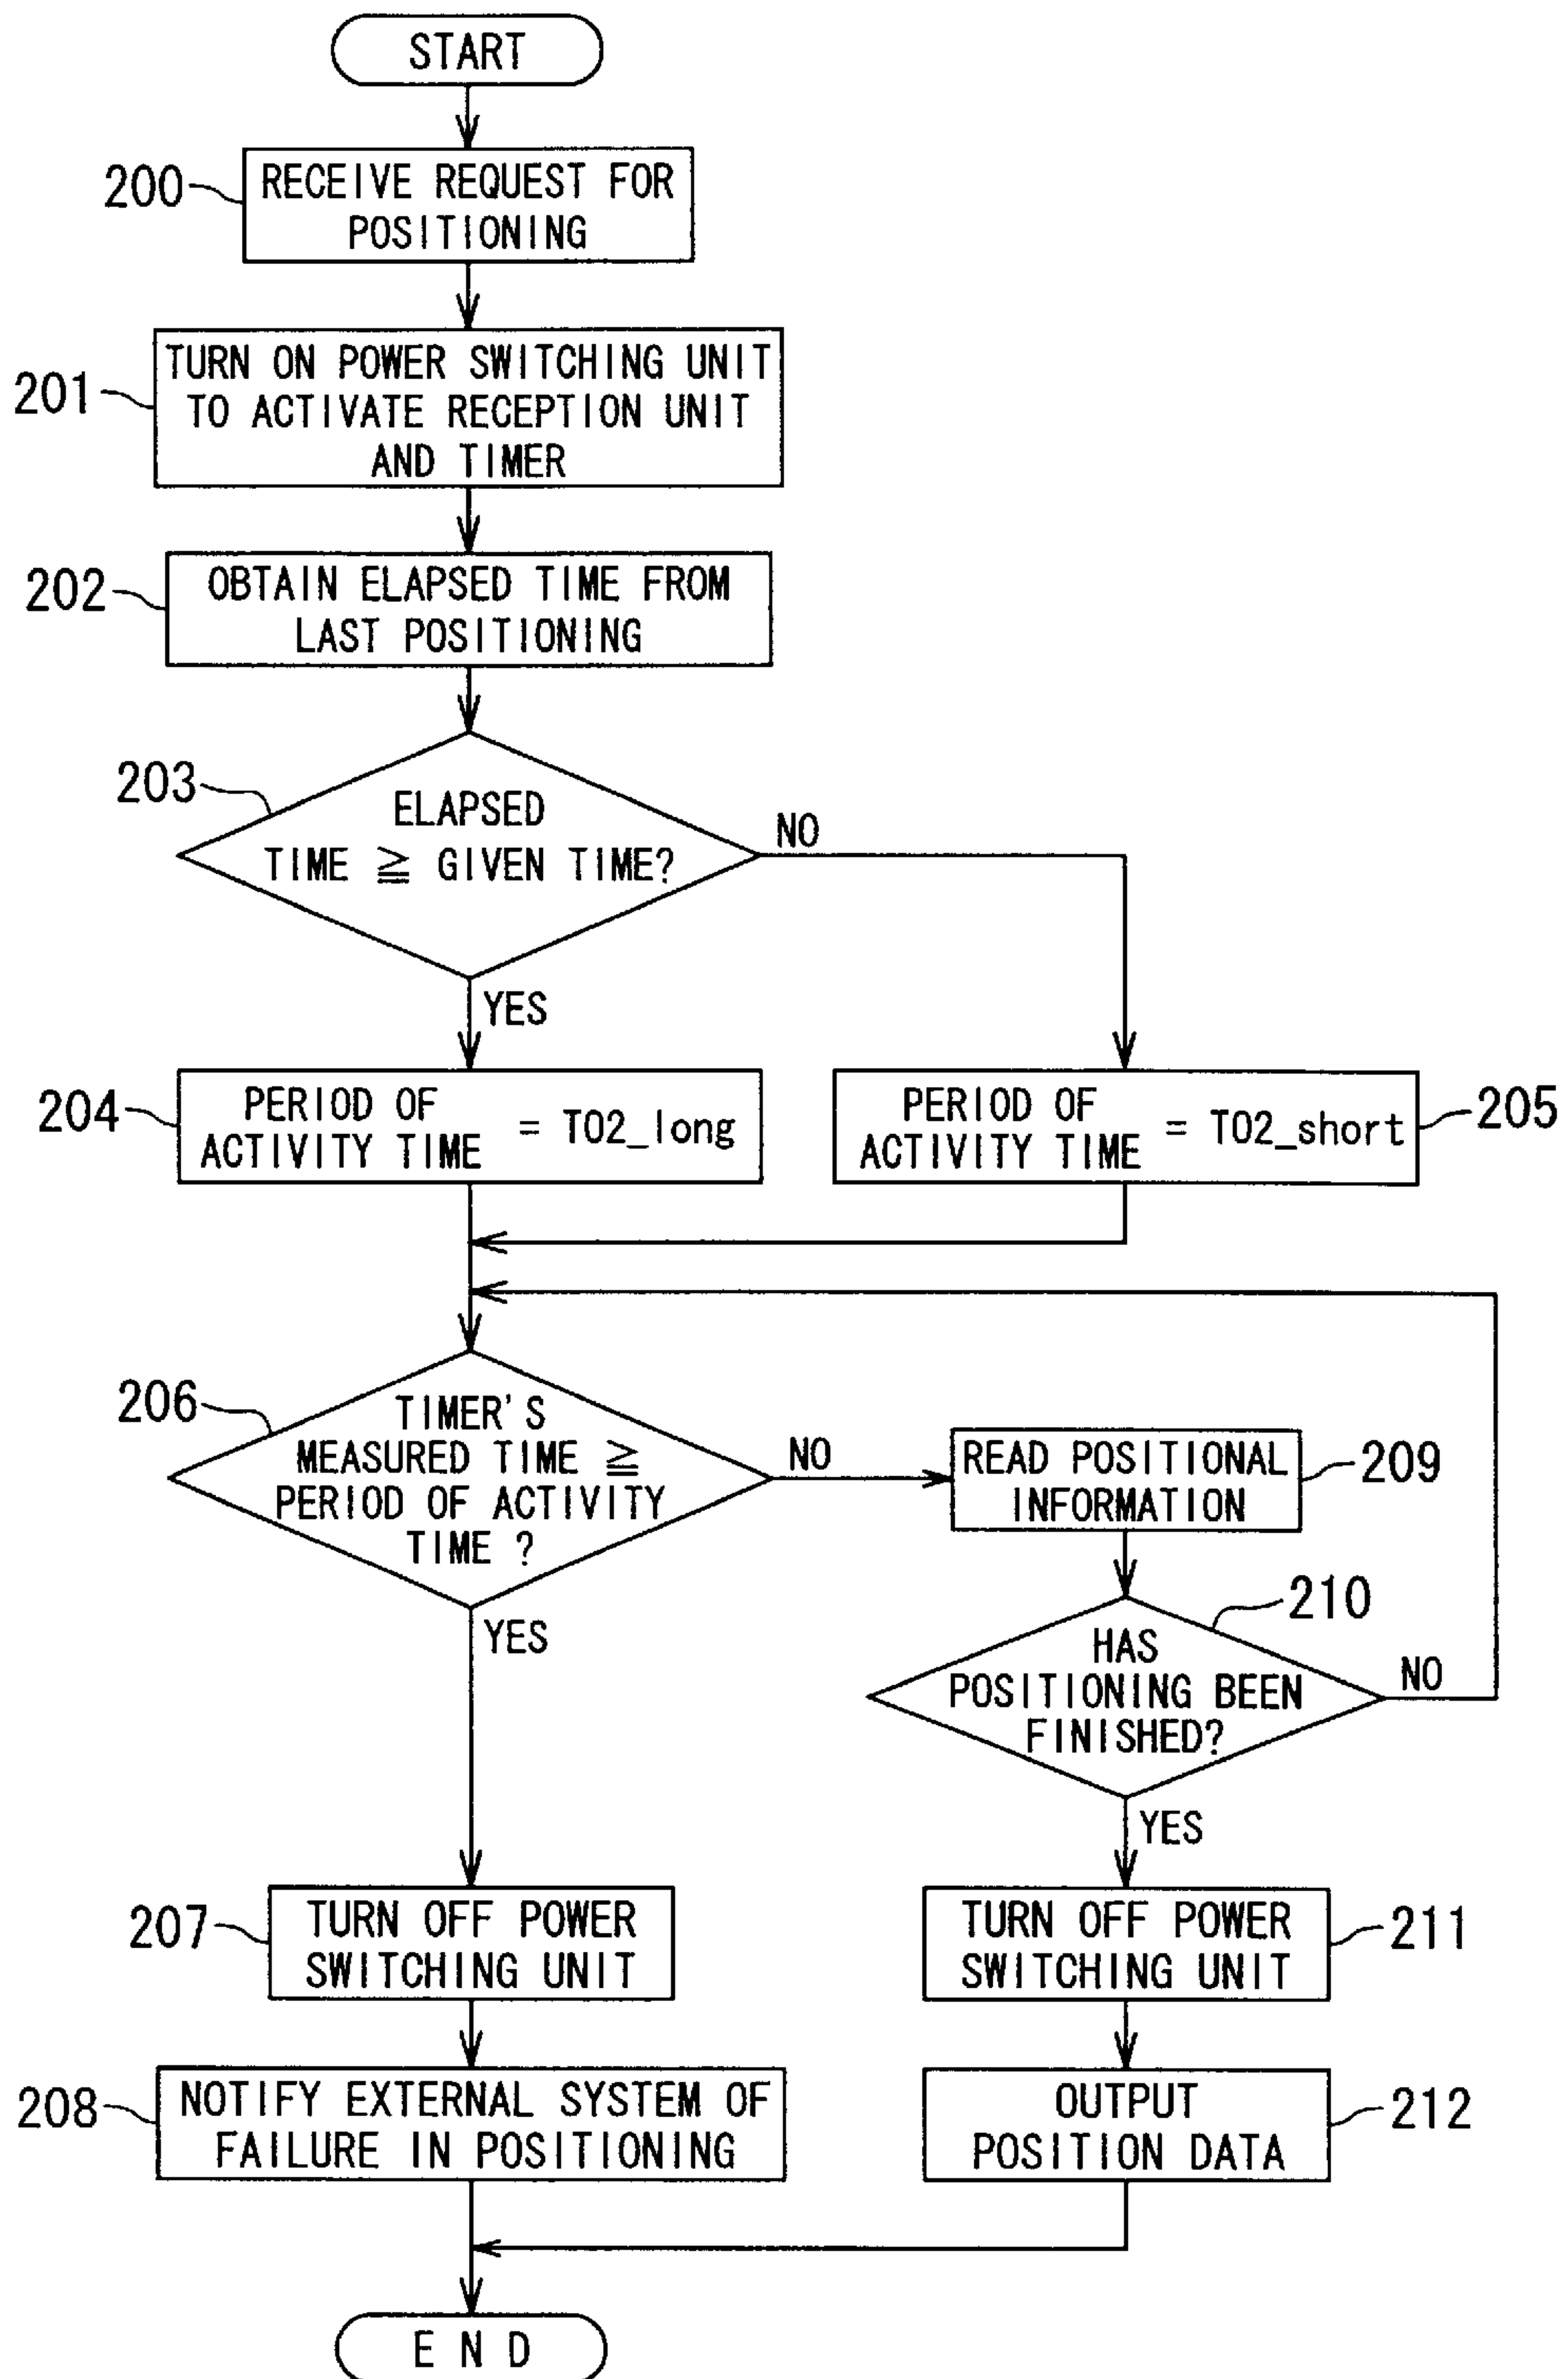 START
200
RECEIVE REQUEST FOR
POSITIONING
201
TURN ON POWER SWITCHING UNIT
TO ACTIVATE RECEPTION UNIT
AND TIMER
202
OBTAIN ELAPSED TIME FROM
LAST POSITIONING
203
ELAPSED
TIME ≧ GIVEN TIME?
NO
YES
204
PERIOD OF
ACTIVITY TIME = T02_long
PERIOD OF
ACTIVITY TIME = T02_short
205
206
TIMER'S
MEASURED TIME ≧
PERIOD OF ACTIVITY
TIME ?
NO
YES
READ POSITIONAL
INFORMATION
209
210
HAS
POSITIONING BEEN
FINISHED?
NO
YES
207
TURN OFF POWER
SWITCHING UNIT
TURN OFF POWER
SWITCHING UNIT
211
208
NOTIFY EXTERNAL SYSTEM OF
FAILURE IN POSITIONING
OUTPUT
POSITION DATA
212
END